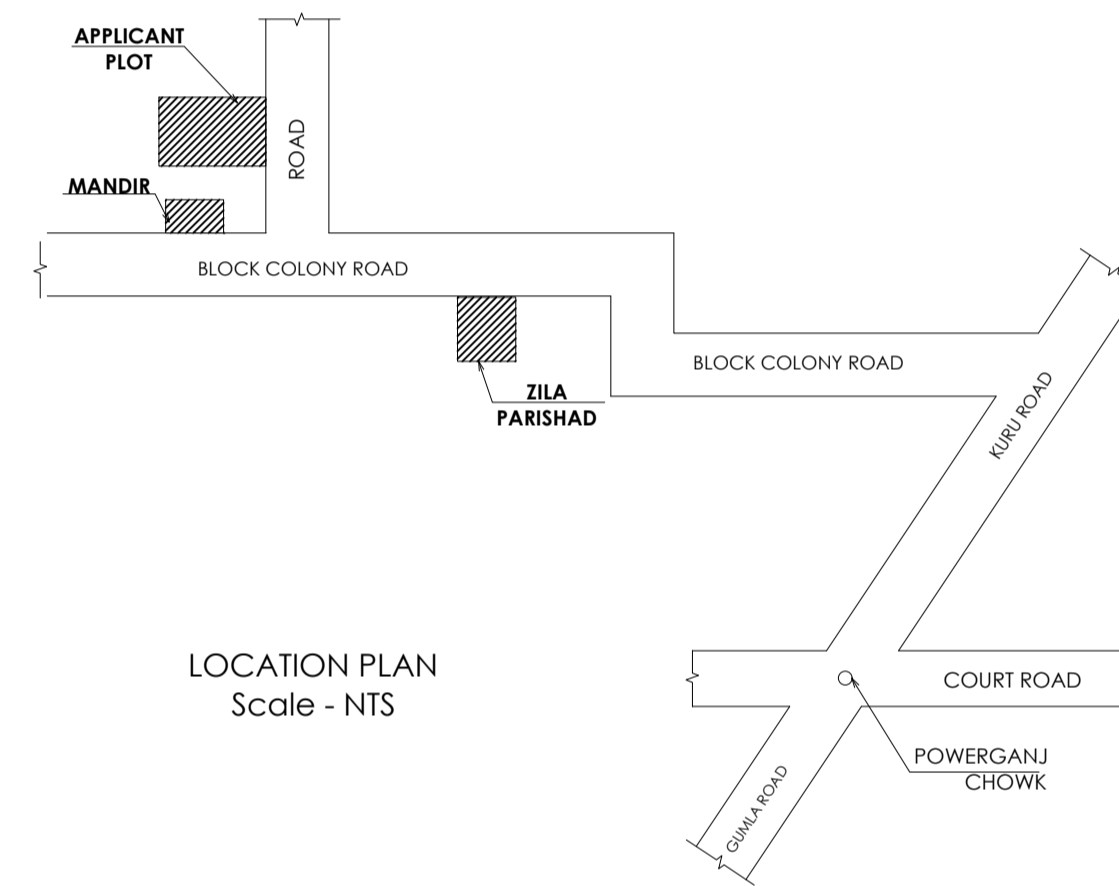 APPLICANT
PLOT
ROAD
MANDIR
BLOCK COLONY ROAD
BLOCK COLONY ROAD
ZILA
PARISHAD
KURU ROAD
LOCATION PLAN
Scale - NTS
COURT ROAD
POWERGANJ
CHOWK
GUMLA ROAD